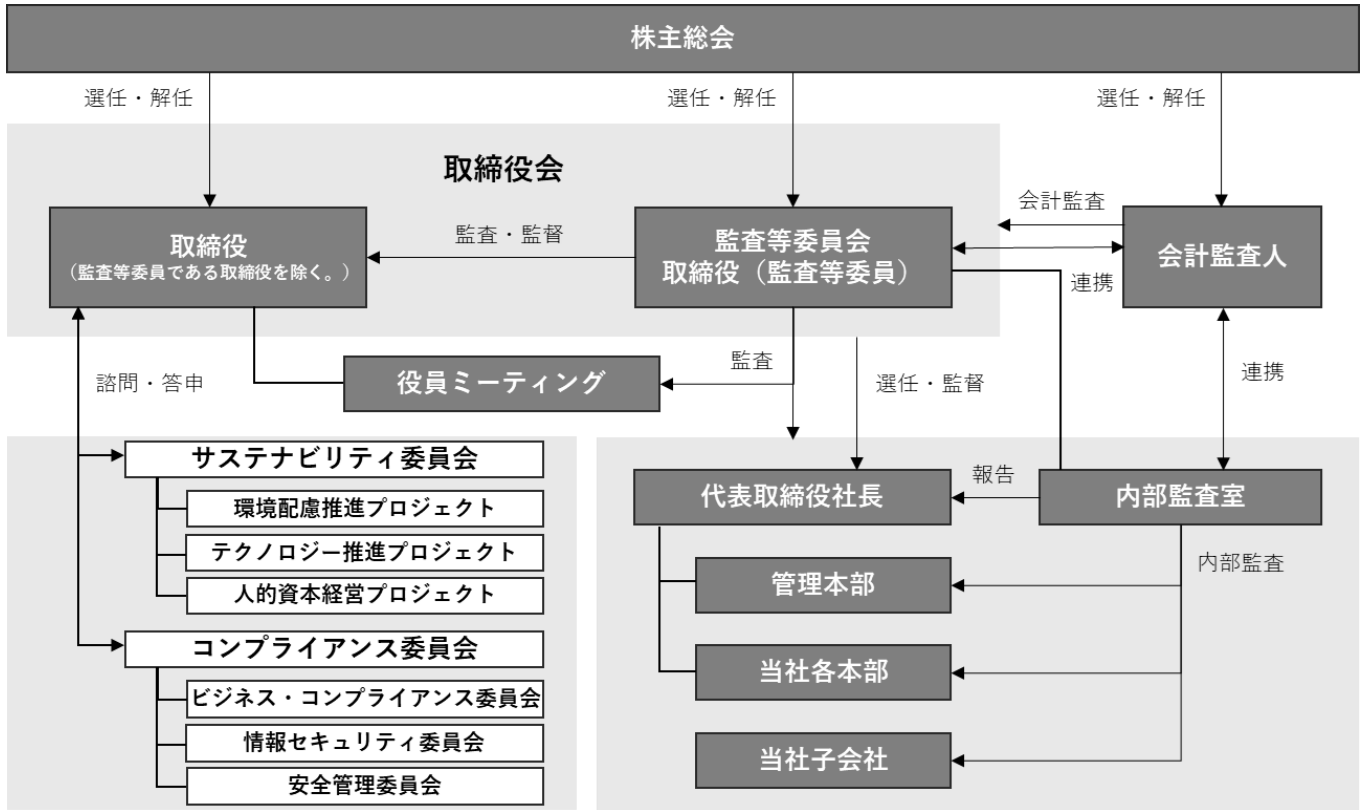 株主総会
選任・解任
選任・解任
選任・解任
取締役会
取締役
（監査等委員である取締役を除く。）
監査・監督
監査等委員会
取締役（監査等委員）
会計監査
連携
会計監査人
諮問・答申
役員ミーティング
監査
選任・監督
連携
サステナビリティ委員会
環境配慮推進プロジェクト
テクノロジー推進プロジェクト
人的資本経営プロジェクト
コンプライアンス委員会
ビジネス・コンプライアンス委員会
情報セキュリティ委員会
安全管理委員会
代表取締役社長
報告
内部監査室
内部監査
管理本部
当社各本部
当社子会社